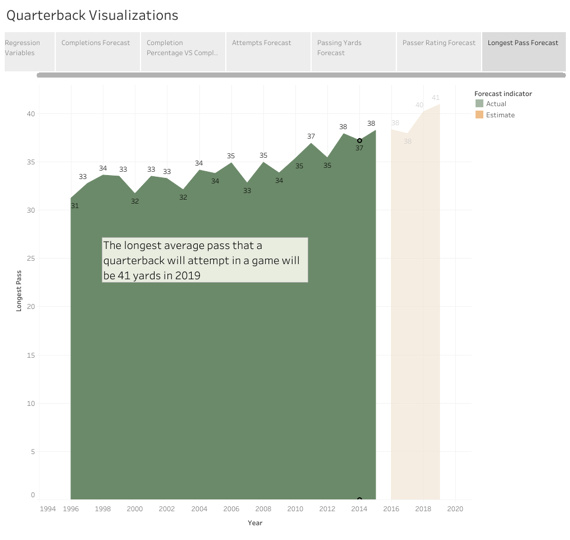 Quarterback Visualizations
Regression
Variables
Completions Forecast
Completion
Percentage VS Compl...
Attempts Forecast
Passing Yards
Forecast
Passer Rating Forecast
Longest Pass Forecast
Forecast indicator
Actual
Estimate
Longest Pass
40
35
30
25
20
15
10
5
0
31
33
34
33
32
33
33
32
34
34
35
33
35
34
35
37
35
38
37
38
38
38
40
41
The longest average pass that a
quarterback will attempt in a game will
be 41 yards in 2019
1994 1996 1998 2000 2002 2004 2006 2008 2010 2012 2014 2016 2018 2020
Year